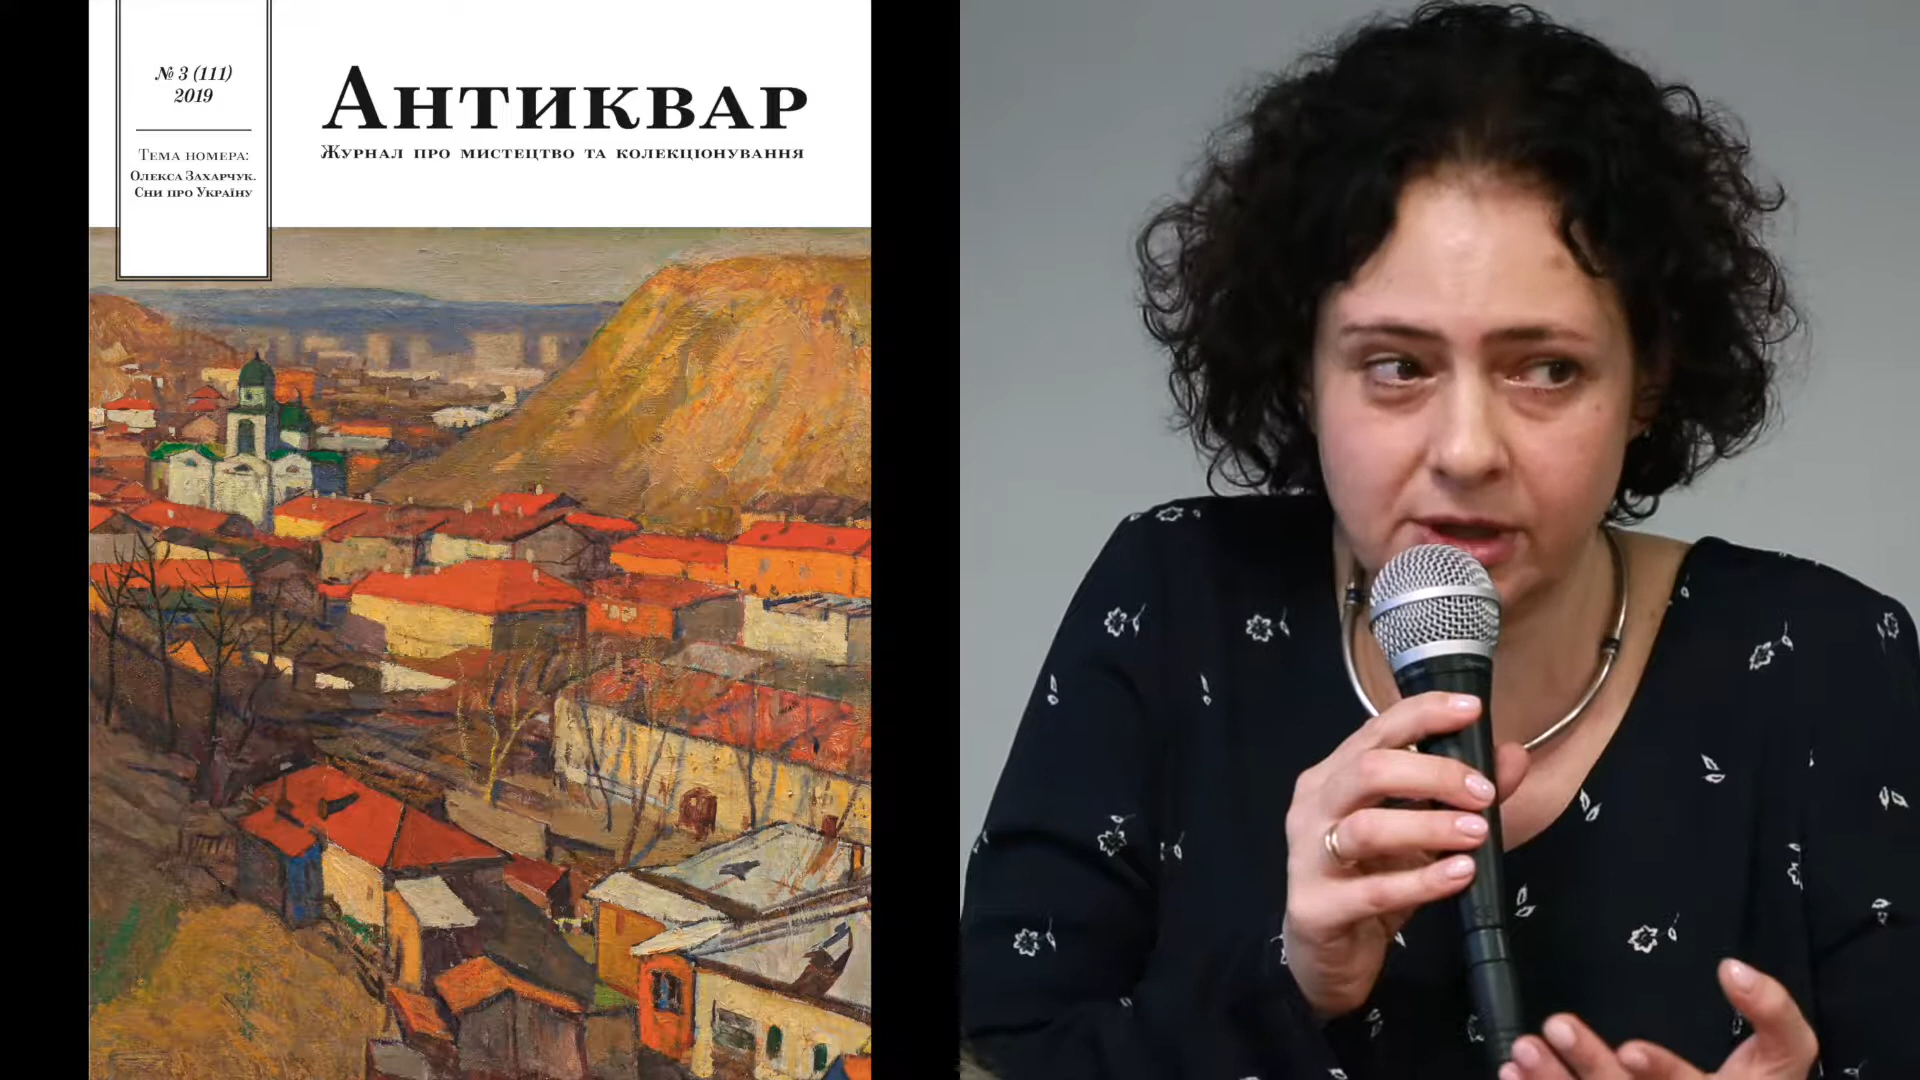 № 3 (111)
2019
Тема номера:
Олекса Захарчук.
Сни про Україну
Антиквар
Журнал про мистецтво та колекціонування